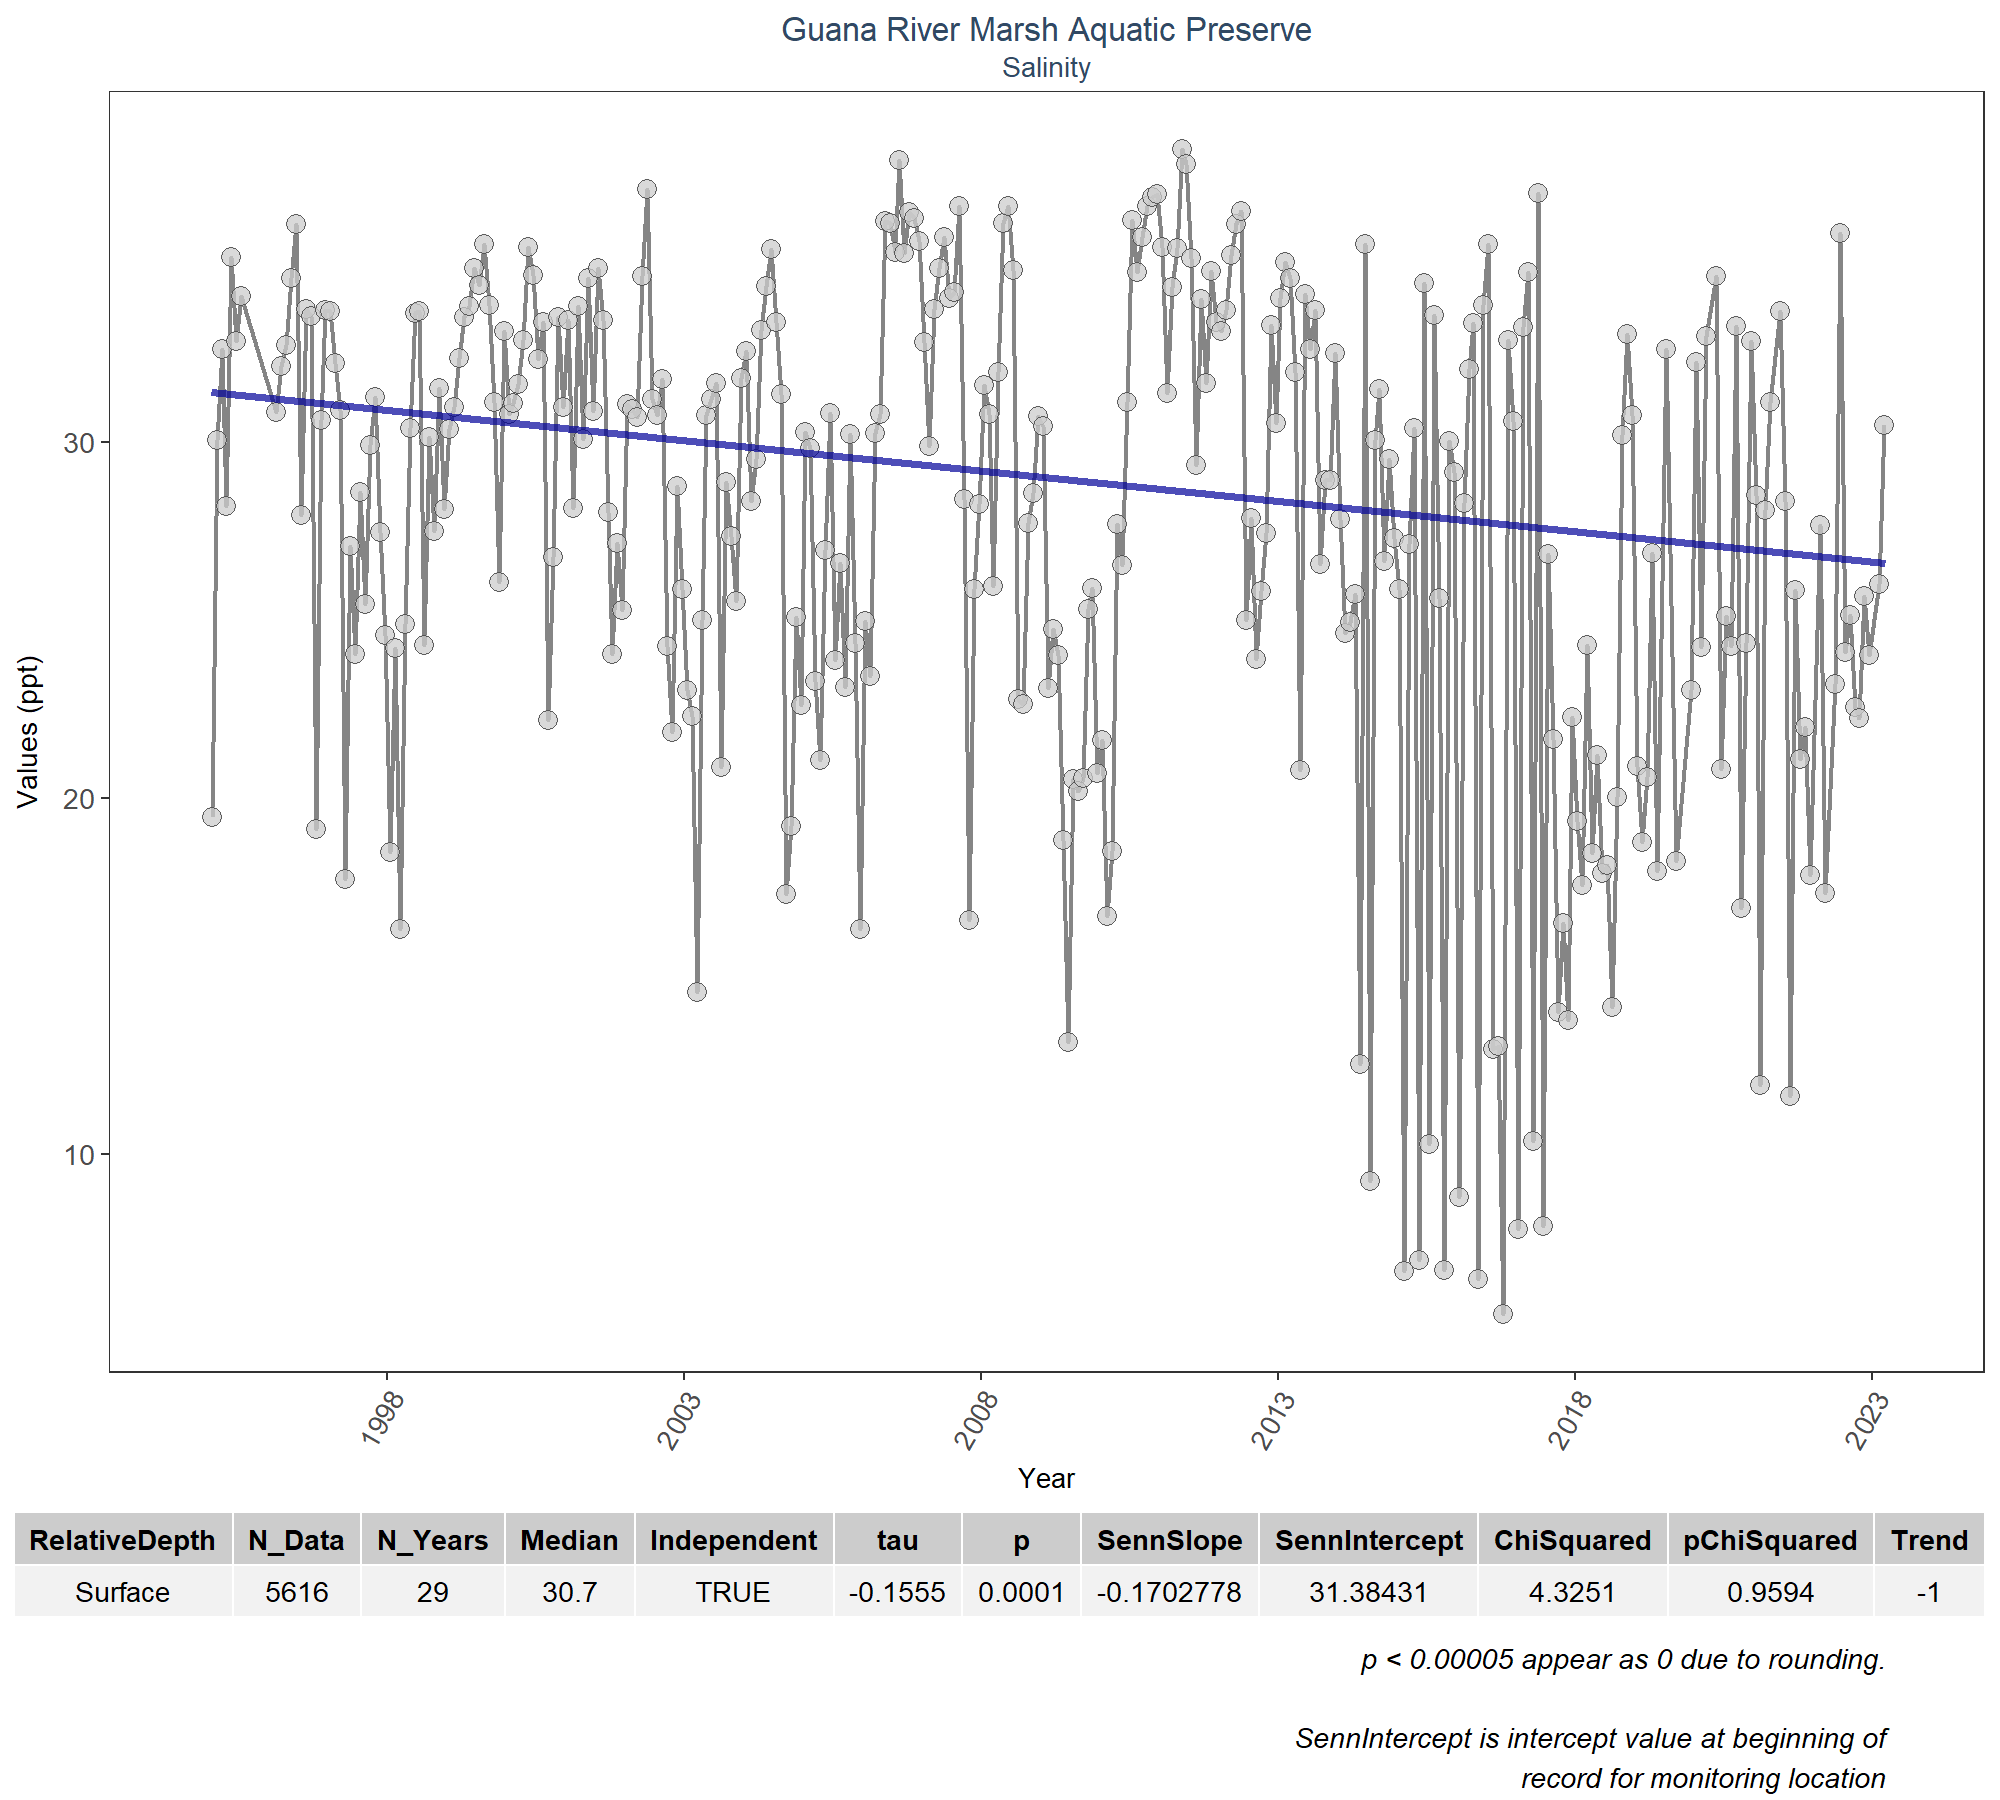 Guana River Marsh Aquatic Preserve
Salinity
Values (ppt)
30
20
10
1998 2003 2008 2013 2018 2023
Year
RelativeDepth N_Data N_Years Median Independent tau p SennSlope SennIntercept ChiSquared pChiSquared Trend
Surface 5616 29 30.7 TRUE -0.1555 0.0001 -0.1702778 31.38431 4.3251 0.9594 -1
p < 0.00005 appear as 0 due to rounding.
SennIntercept is intercept value at beginning of
record for monitoring location